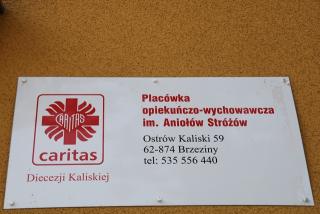 CARITAS
caritas
Diecezji Kaliskiej
Placówka
opiekuńczo-wychowawcza
im. Aniołów Stróżów
Ostrów Kaliski 59
62-874 Brzeziny
tel: 535 556 440